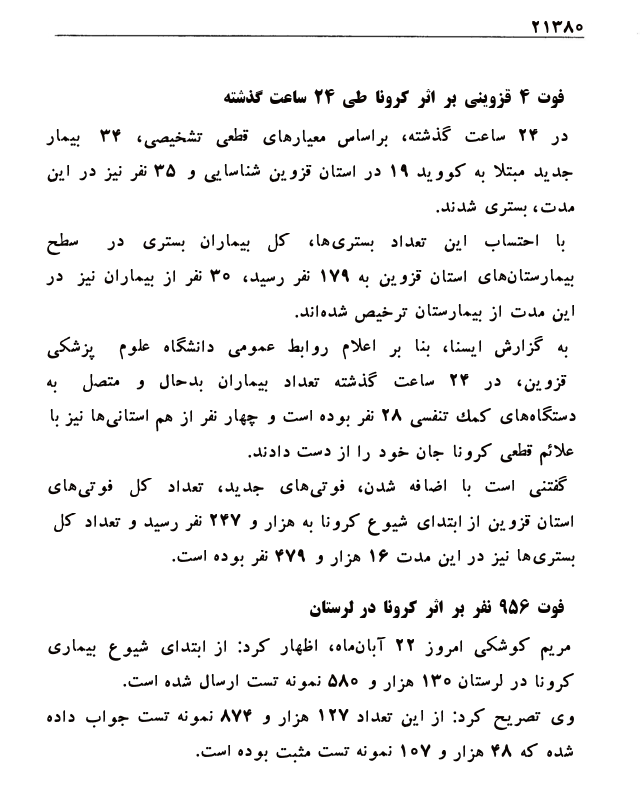 ۲۱۳۸۰
فوت ۴ قزوینی بر اثر کرونا طی ۲۴ ساعت گذشته
در ۲۴ ساعت گذشته، براساس معیارهای قطعی تشخیصی، ۳۴ بیمار
جدید مبتلا به کووید ۱۹ در استان قزوین شناسایی و ۳۵ نفر نیز در این
مدت، بستری شدند.
با احتساب این تعداد بستری‌ها، کل بیماران بستری در سطح
بیمارستان‌های استان قزوین به ۱۷۹ نفر رسید، ۳۰ نفر از بیماران نیز در
این مدت از بیمارستان ترخیص شده‌اند.
به گزارش ایسنا، بنا بر اعلام روابط عمومی دانشگاه علوم پزشکی
قزوین، در ۲۴ ساعت گذشته تعداد بیماران بدحال و متصل به
دستگاه‌های کمك تنفسی ۲۸ نفر بوده است و چهار نفر از هم استانی‌ها نیز با
علائم قطعی کرونا جان خود را از دست دادند.
گفتنی است با اضافه شدن، فوتی‌های جدید، تعداد کل فوتی‌های
استان قزوین از ابتدای شیوع کرونا به هزار و ۲۴۷ نفر رسید و تعداد کل
بستری‌ها نیز در این مدت ۱۶ هزار و ۴۷۹ نفر بوده است.
فوت ۹۵۶ نفر بر اثر کرونا در لرستان
مریم کوشکی امروز ۲۲ آبان‌ماه، اظهار کرد: از ابتدای شیوع بیماری
کرونا در لرستان ۱۳۰ هزار و ۵۸۰ نمونه تست ارسال شده است.
وی تصریح کرد: از این تعداد ۱۲۷ هزار و ۸۷۴ نمونه تست جواب داده
شده که ۴۸ هزار و ۱۰۷ نمونه تست مثبت بوده است.